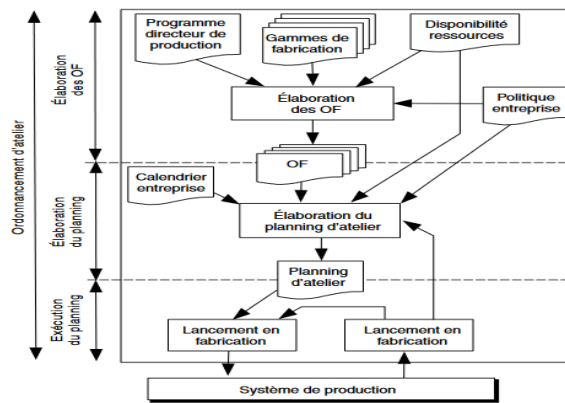 Programme
directeur de
production
Gammes de
fabrication
Disponibilité
ressources
Élaboration
des OF
Politique
entreprise
OF
Calendrier
entreprise
Élaboration du
planning d'atelier
Planning
d'atelier
Lancement en
fabrication
Lancement en
fabrication
Système de production
Ordonnancement d'atelier
Élaboration
des OF
Élaboration
du planning
Exécution
du planning